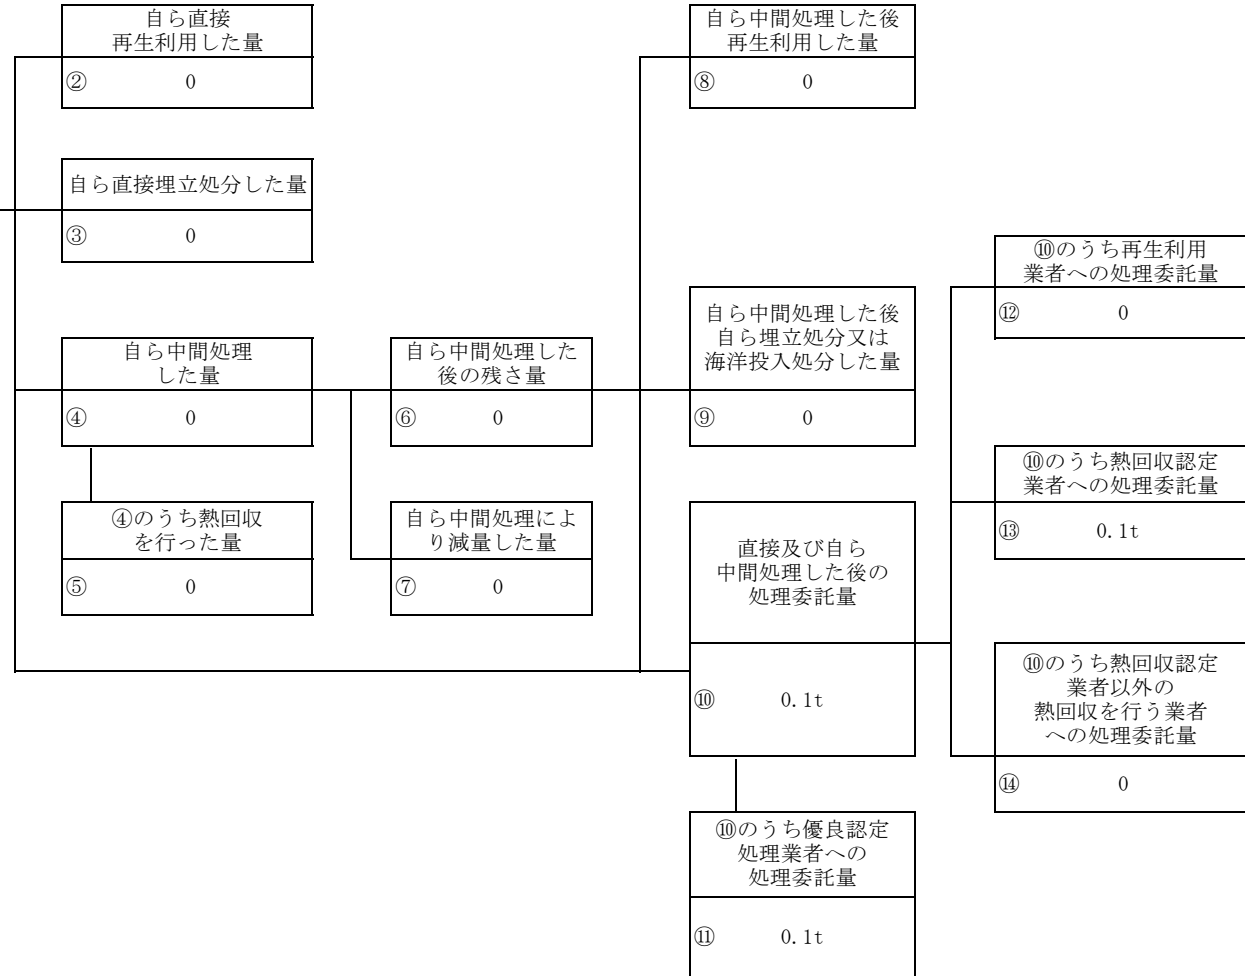 自ら直接
再生利用した量
② 0
自ら直接埋立処分した量
③ 0
自ら中間処理
した量
④ 0
④のうち熱回収
を行った量
⑤ 0
自ら中間処理した
後の残さ量
⑥ 0
自ら中間処理によ
り減量した量
⑦ 0
自ら中間処理した後
再生利用した量
⑧ 0
自ら中間処理した後
自ら埋立処分又は
海洋投入処分した量
⑨ 0
直接及び自ら
中間処理した後の
処理委託量
⑩ 0.1t
⑩のうち優良認定
処理業者への
処理委託量
⑪ 0.1t
⑩のうち再生利用
業者への処理委託量
⑫ 0
⑩のうち熱回収認定
業者への処理委託量
⑬ 0.1t
⑩のうち熱回収認定
業者以外の
熱回収を行う業者
への処理委託量
⑭ 0